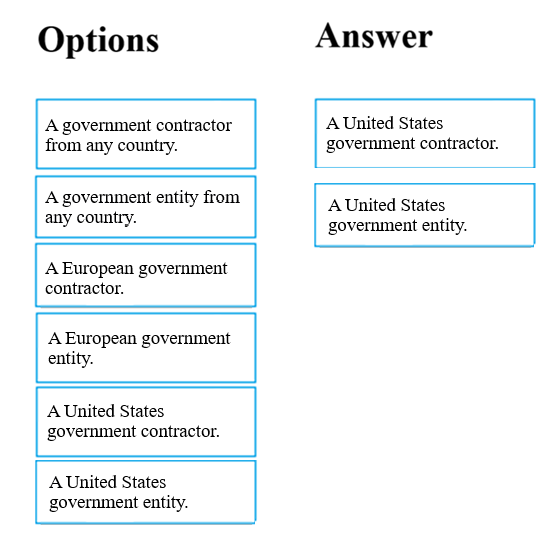 Options
A government contractor
from any country.
A government entity from
any country.
A European government
contractor.
A European government
entity.
A United States
government contractor.
A United States
government entity.
Answer
A United States
government contractor.
A United States
government entity.